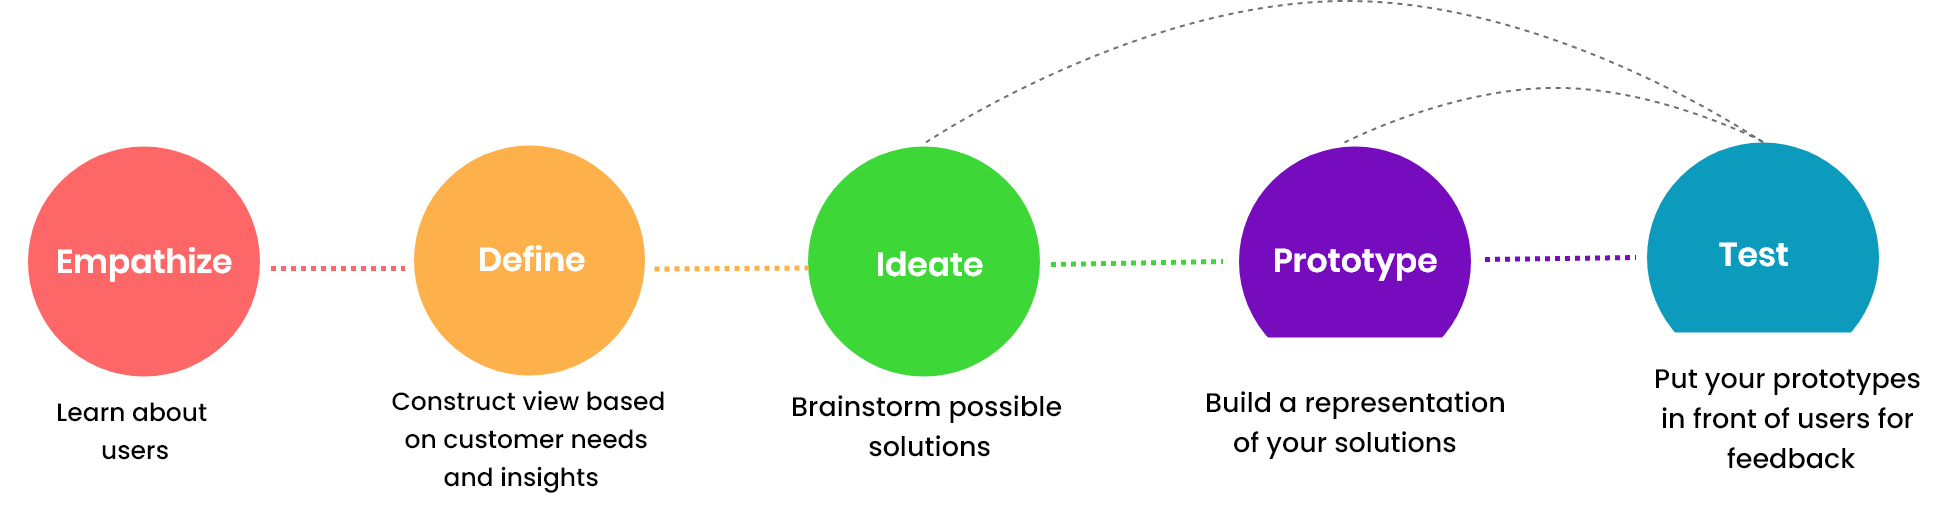 Empathize
Define
Ideate
Prototype
Test
Learn about
users
Construct view based
on customer needs
and insights
Brainstorm possible
solutions
Build a representation
of your solutions
Put your prototypes
in front of users for
feedback